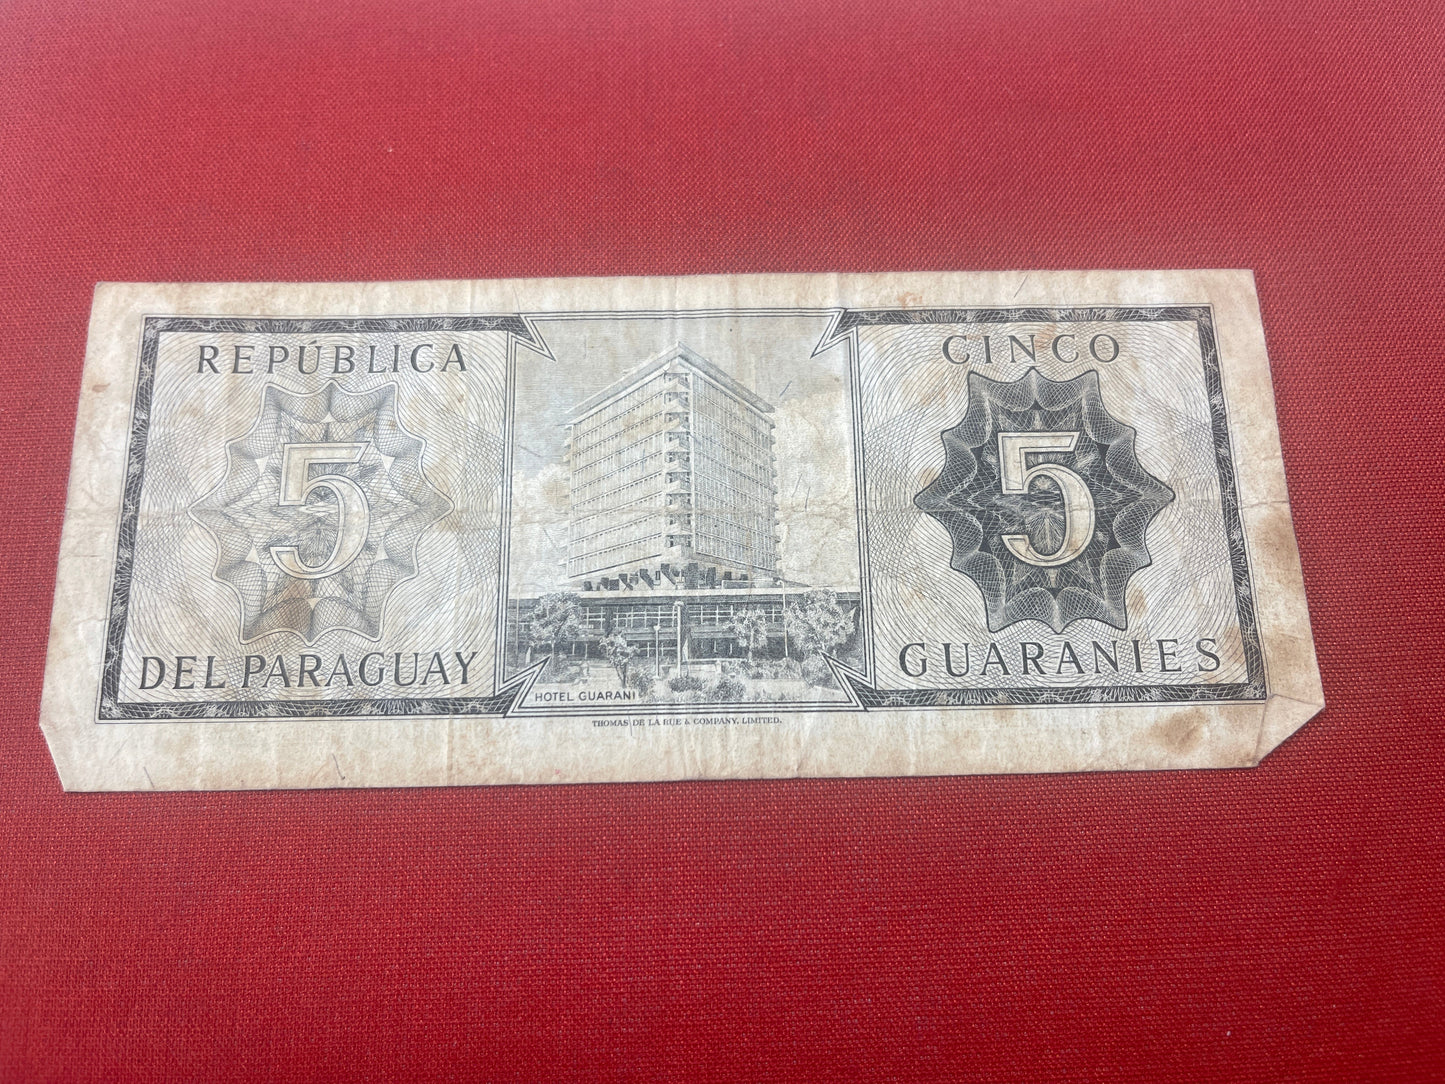 REPÚBLICA
5
DEL PARAGUAY
HOTEL GUARANI
THOMAS DE LA RUE & COMPANY, LIMITED.
CINCO
5
GUARANIES